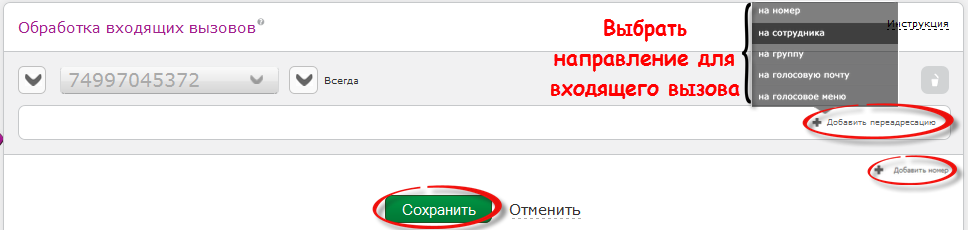 Обработка входящих вызовов?
Инструкция
Выбрать
направление для
входящего вызова
на номер
на сотрудника
на группу
на голосовую почту
на голосовое меню
74997045372
Всегда
Добавить переадресацию
Добавить номер
Сохранить
Отменить